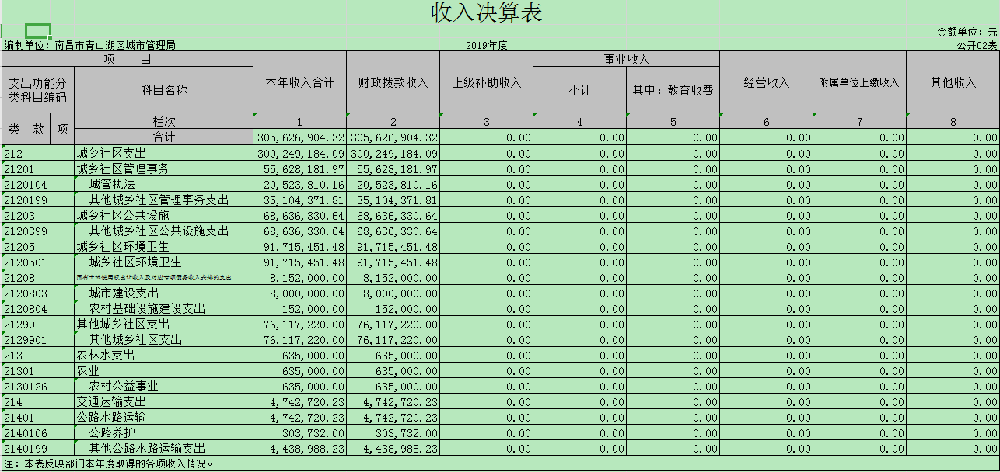 收入决算表
金额单位：元
编制单位：南昌市青山湖区城市管理局 2019年度 公开02表
项 目 本年收入合计 财政拨款收入 上级补助收入 事业收入 经营收入 附属单位上缴收入 其他收入
支出功能分类科目编码 科目名称 小计 其中：教育收费
类 款 项 栏次 1 2 3 4 5 6 7 8
合计 305,626,904.32 305,626,904.32 0.00 0.00 0.00 0.00 0.00 0.00
212 城乡社区支出 300,249,184.09 300,249,184.09 0.00 0.00 0.00 0.00 0.00 0.00
21201 城乡社区管理事务 55,628,181.97 55,628,181.97 0.00 0.00 0.00 0.00 0.00 0.00
2120104 城管执法 20,523,810.16 20,523,810.16 0.00 0.00 0.00 0.00 0.00 0.00
2120199 其他城乡社区管理事务支出 35,104,371.81 35,104,371.81 0.00 0.00 0.00 0.00 0.00 0.00
21203 城乡社区公共设施 68,636,330.64 68,636,330.64 0.00 0.00 0.00 0.00 0.00 0.00
2120399 其他城乡社区公共设施支出 68,636,330.64 68,636,330.64 0.00 0.00 0.00 0.00 0.00 0.00
21205 城乡社区环境卫生 91,715,451.48 91,715,451.48 0.00 0.00 0.00 0.00 0.00 0.00
2120501 城乡社区环境卫生 91,715,451.48 91,715,451.48 0.00 0.00 0.00 0.00 0.00 0.00
21208 国有土地使用权出让收入及对应专项债务收入安排的支出 8,152,000.00 8,152,000.00 0.00 0.00 0.00 0.00 0.00 0.00
2120803 城市建设支出 8,000,000.00 8,000,000.00 0.00 0.00 0.00 0.00 0.00 0.00
2120804 农村基础设施建设支出 152,000.00 152,000.00 0.00 0.00 0.00 0.00 0.00 0.00
21299 其他城乡社区支出 76,117,220.00 76,117,220.00 0.00 0.00 0.00 0.00 0.00 0.00
2129901 其他城乡社区支出 76,117,220.00 76,117,220.00 0.00 0.00 0.00 0.00 0.00 0.00
213 农林水支出 635,000.00 635,000.00 0.00 0.00 0.00 0.00 0.00 0.00
21301 农业 635,000.00 635,000.00 0.00 0.00 0.00 0.00 0.00 0.00
2130126 农村公益事业 635,000.00 635,000.00 0.00 0.00 0.00 0.00 0.00 0.00
214 交通运输支出 4,742,720.23 4,742,720.23 0.00 0.00 0.00 0.00 0.00 0.00
21401 公路水路运输 4,742,720.23 4,742,720.23 0.00 0.00 0.00 0.00 0.00 0.00
2140106 公路养护 303,732.00 303,732.00 0.00 0.00 0.00 0.00 0.00 0.00
2140199 其他公路水路运输支出 4,438,988.23 4,438,988.23 0.00 0.00 0.00 0.00 0.00 0.00
注：本表反映部门本年度取得的各项收入情况。